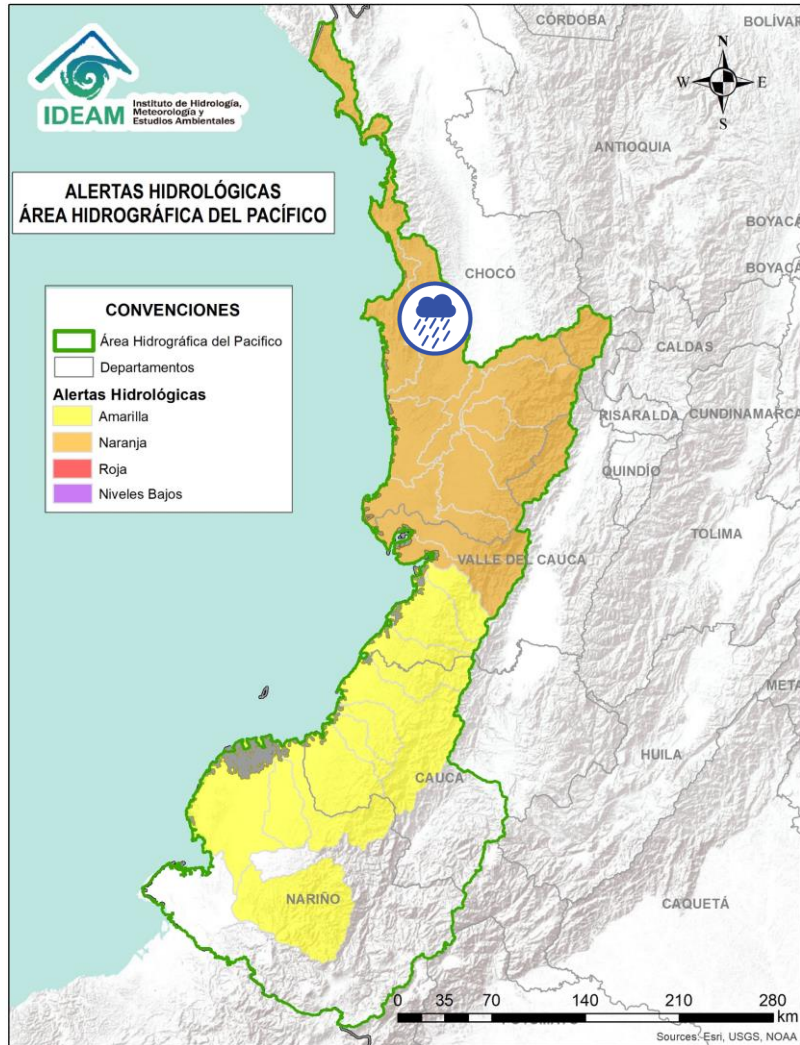 IDEAM
Instituto de Hidrología,
Meteorología y
Estudios Ambientales
ALERTAS HIDROLÓGICAS
ÁREA HIDROGRÁFICA DEL PACÍFICO
CONVENCIONES
Área Hidrográfica del Pacifico
Departamentos
Alertas Hidrológicas
Amarilla
Naranja
Roja
Niveles Bajos
N
W E
S
CÓRDOBA
BOLÍVAR
ANTIOQUIA
BOYACÁ
CHOCÓ
BOYACÁ
CALDAS
RISARALDA
CUNDINAMARCA
QUINDÍO
TOLIMA
VALLE DEL CAUCA
META
HUILA
CAUCA
NARIÑO
CAQUETÁ
0 35 70 140 210 280
km
Sources: Esri, USGS, NOAA